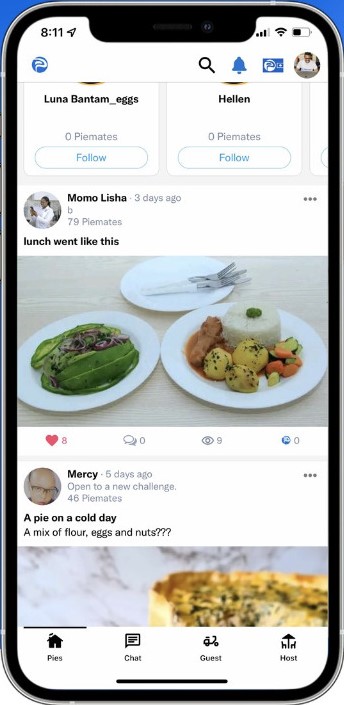 8:11
Luna Bantam_eggs
Hellen
0 Piemates
0 Piemates
Follow
Follow
Momo Lisha · 3 days ago
b
79 Piemates
lunch went like this
8
0
9
0
Mercy · 5 days ago
Open to a new challenge.
46 Piemates
A pie on a cold day
A mix of flour, eggs and nuts???
Pies
Chat
Guest
Host